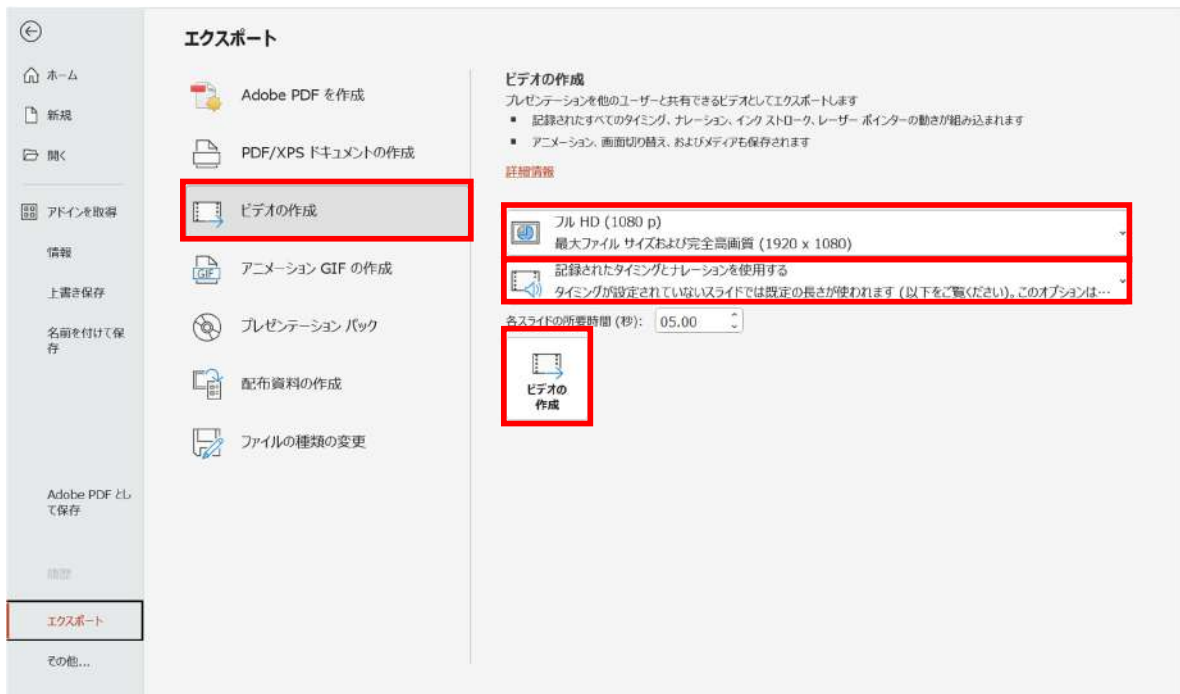 エクスポート
ホーム
新規
開く
アドインを取得
情報
上書き保存
名前を付けて保
存
Adobe PDF とし
て保存
履歴
エクスポート
その他...
Adobe PDF を作成
PDF/XPS ドキュメントの作成
ビデオの作成
アニメーション GIF の作成
GIF
プレゼンテーション パック
配布資料の作成
ファイルの種類の変更
ビデオの作成
プレゼンテーションを他のユーザーと共有できるビデオとしてエクスポートします
▪ 記録されたすべてのタイミング、ナレーション、インク ストローク、レーザー ポインターの動きが組み込まれます
▪ アニメーション、画面切り替え、およびメディアも保存されます
詳細情報
フル HD (1080 p)
最大ファイル サイズおよび完全高画質 (1920 x 1080)
記録されたタイミングとナレーションを使用する
タイミングが設定されていないスライドでは既定の長さが使われます (以下をご覧ください)。このオプションは…
各スライドの所要時間 (秒): 05.00
ビデオの
作成